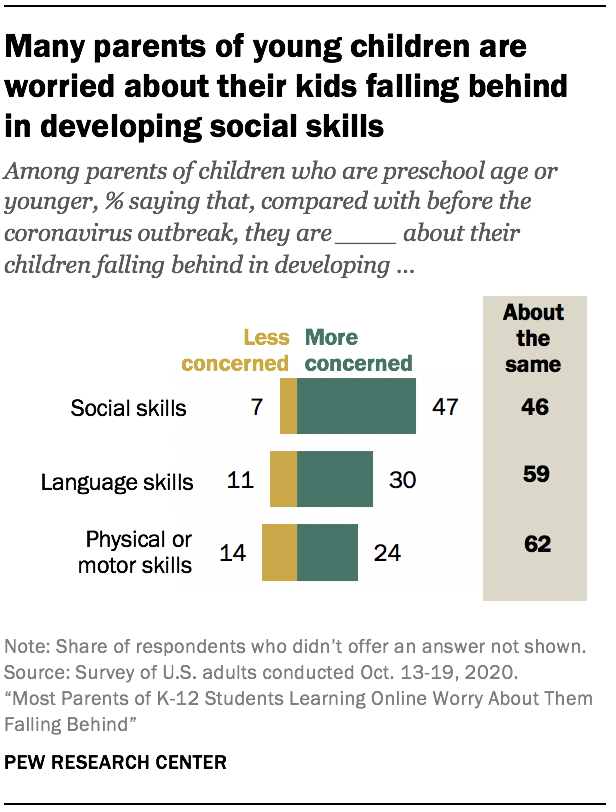 Many parents of young children are
worried about their kids falling behind
in developing social skills
Among parents of children who are preschool age or
younger, % saying that, compared with before the
coronavirus outbreak, they are ____ about their
children falling behind in developing ...
About
the
same
Less
concerned
More
concerned
Social skills 7 47 46
Language skills 11 30 59
Physical or
motor skills 14 24 62
Note: Share of respondents who didn’t offer an answer not shown.
Source: Survey of U.S. adults conducted Oct. 13-19, 2020.
“Most Parents of K-12 Students Learning Online Worry About Them
Falling Behind”
PEW RESEARCH CENTER